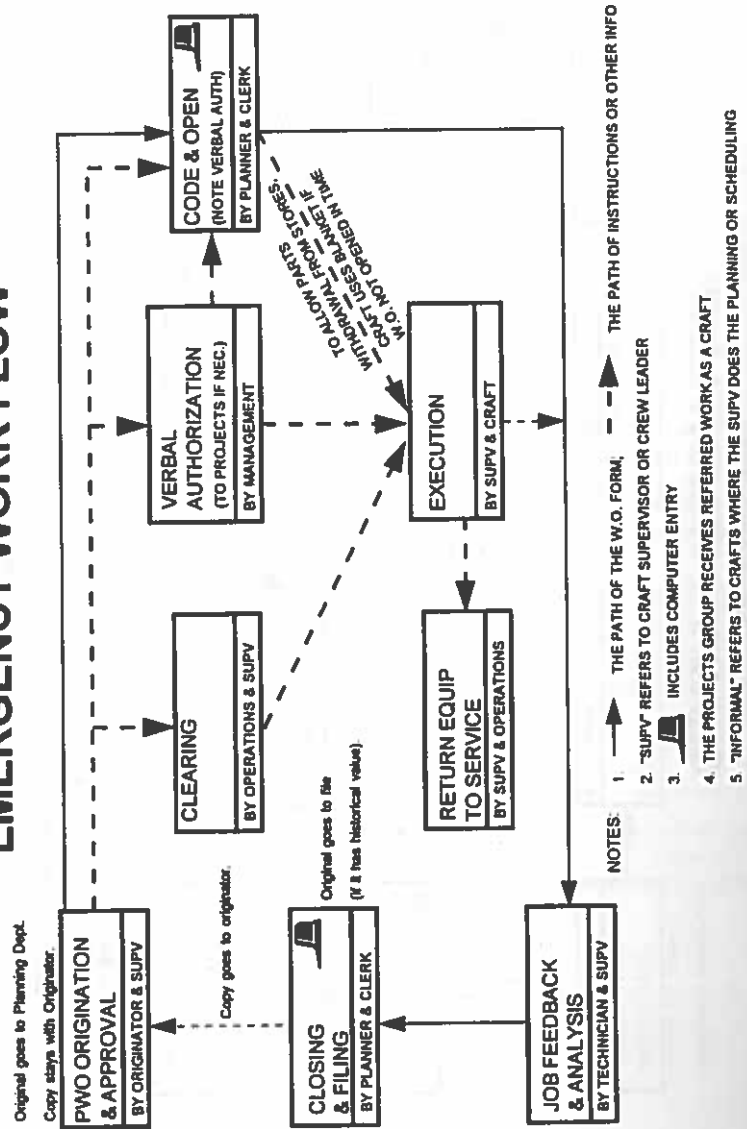 EMERGENCY WORK FLOW
Original goes to Planning Dept.
Copy stays with Originator.
PWO ORIGINATION
& APPROVAL
BY ORIGINATOR & SUPV
CLEARING
BY OPERATIONS & SUPV
VERBAL
AUTHORIZATION
(TO PROJECTS IF NEC.)
BY MANAGEMENT
CODE & OPEN
(NOTE VERBAL AUTH)
BY PLANNER & CLERK
TO ALLOW PARTS
WITHDRAWAL FROM STORES.
CRAFT USES BLANKET IF
W.O. NOT OPENED IN TIME
Copy goes to originator.
CLOSING
& FILING
BY PLANNER & CLERK
Original goes to file
(if it has historical value).
RETURN EQUIP
TO SERVICE
BY SUPV & OPERATIONS
EXECUTION
BY SUPV & CRAFT
JOB FEEDBACK
& ANALYSIS
BY TECHNICIAN & SUPV
NOTES: 1. THE PATH OF THE W.O. FORM; THE PATH OF INSTRUCTIONS OR OTHER INFO
2. "SUPV" REFERS TO CRAFT SUPERVISOR OR CREW LEADER
3. INCLUDES COMPUTER ENTRY
4. THE PROJECTS GROUP RECEIVES REFERRED WORK AS A CRAFT
5. "INFORMAL" REFERS TO CRAFTS WHERE THE SUPV DOES THE PLANNING OR SCHEDULING